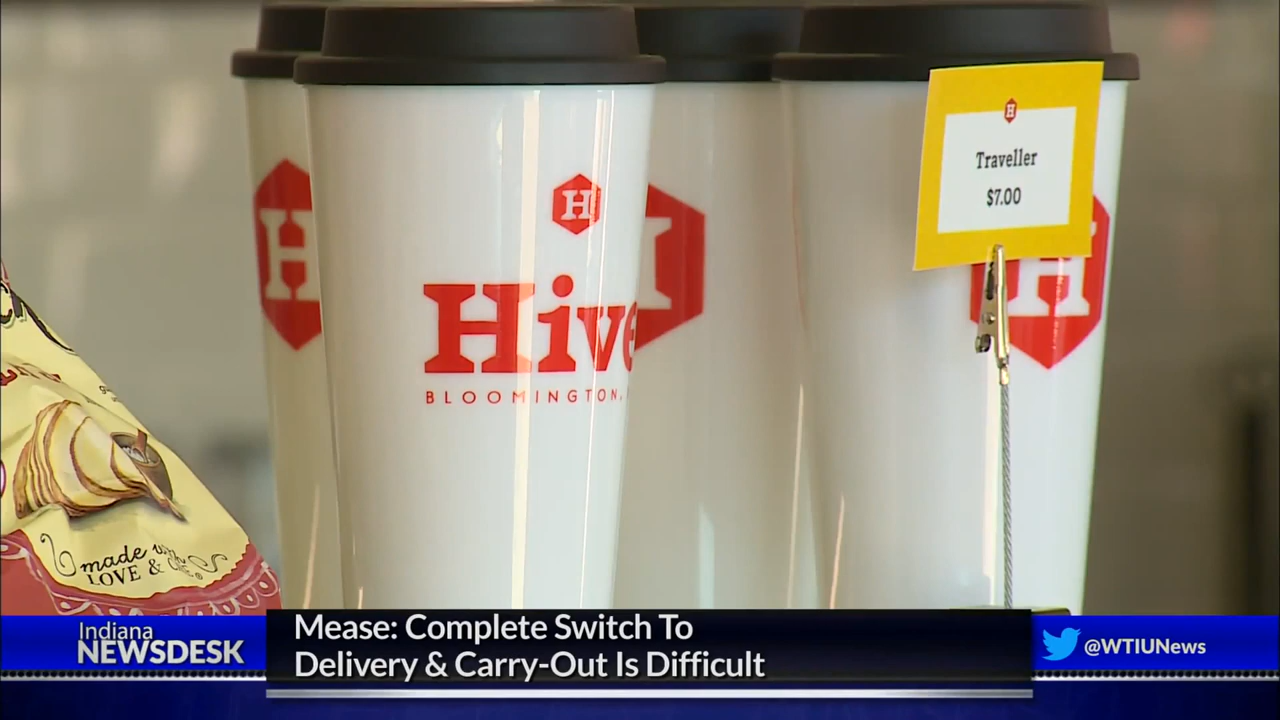 H
Traveller
$7.00
H
H
H
H
Hive
BLOOMINGTON,
made
LOVE &
Indiana
NEWSDESK
Mease: Complete Switch To
Delivery & Carry-Out Is Difficult
@WTIUNews